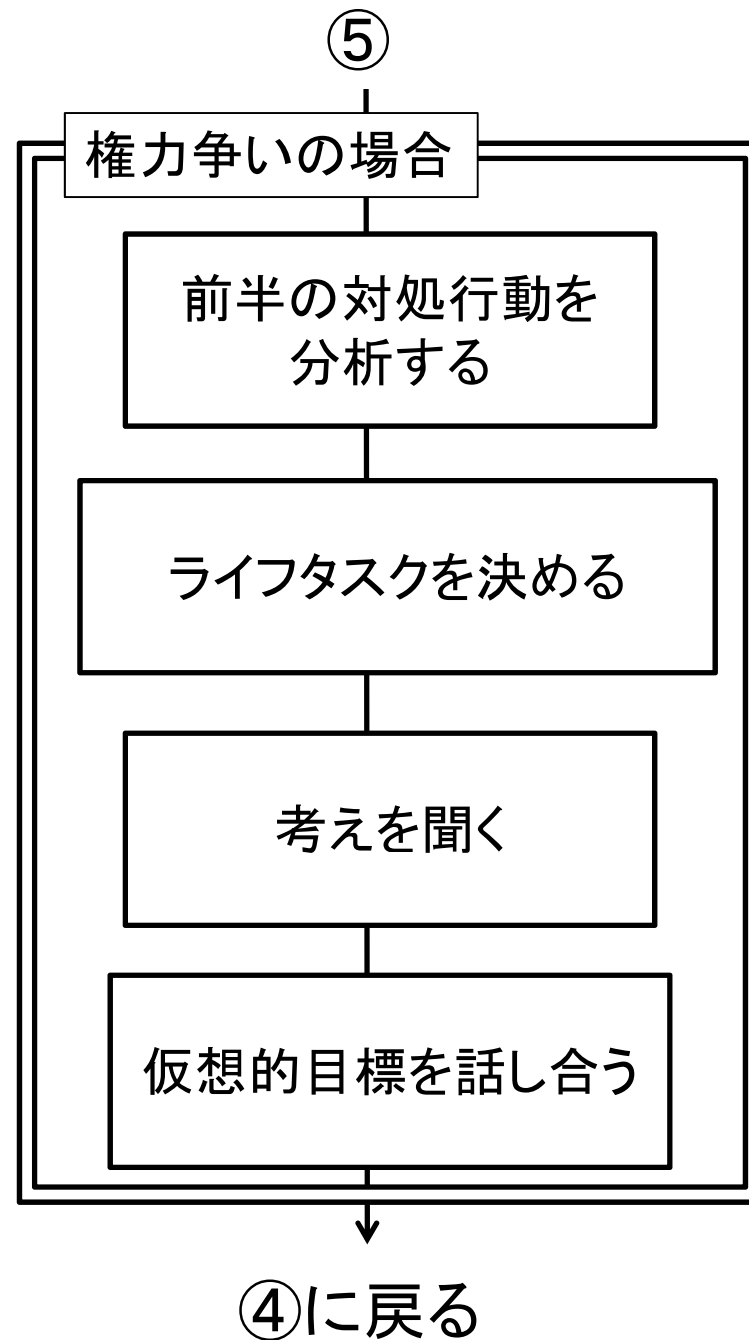 ⑤
権力争いの場合
前半の対処行動を
分析する
ライフタスクを決める
考えを聞く
仮想的目標を話し合う
④に戻る